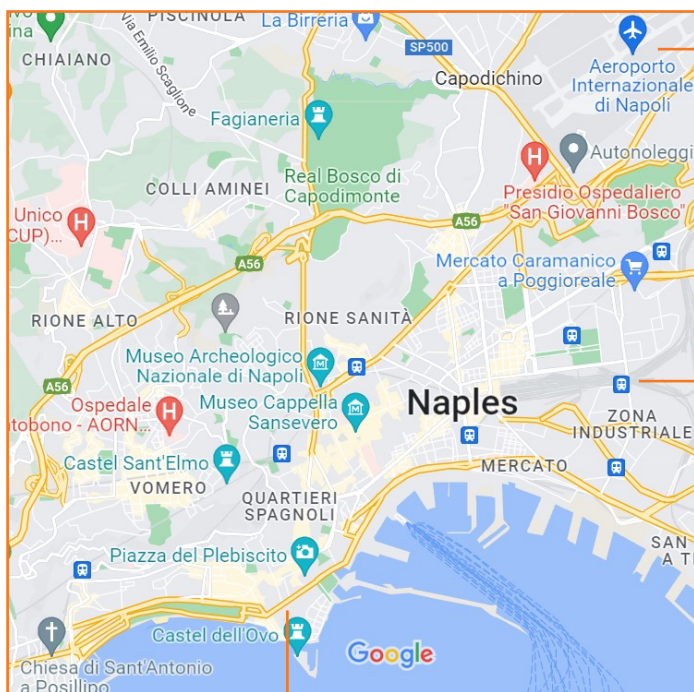 PISCINOLA
La Birreria
CHIAIANO
Via Emilio Scaglione
SP500
Capodichino
Aeroporto
Internazionale
di Napoli
Fagianeria
Autonoleggi
Real Bosco di
Capodimonte
COLLI AMINEI
Presidio Ospedaliero
"San Giovanni Bosco"
Unico
CUP)...
H
H
A56
A56
Mercato Caramanico
a Poggioreale
RIONE ALTO
RIONE SANITÀ
Museo Archeologico
Nazionale di Napoli
A56
Ospedale
ntobono - AORN...
H
Museo Cappella
Sansevero
Naples
ZONA
INDUSTRIALE
Castel Sant'Elmo
VOMERO
MERCATO
QUARTIERI
SPAGNOLI
SAN
A T
Piazza del Plebiscito
Castel dell'Ovo
Google
Chiesa di Sant'Antonio
a Posillipo